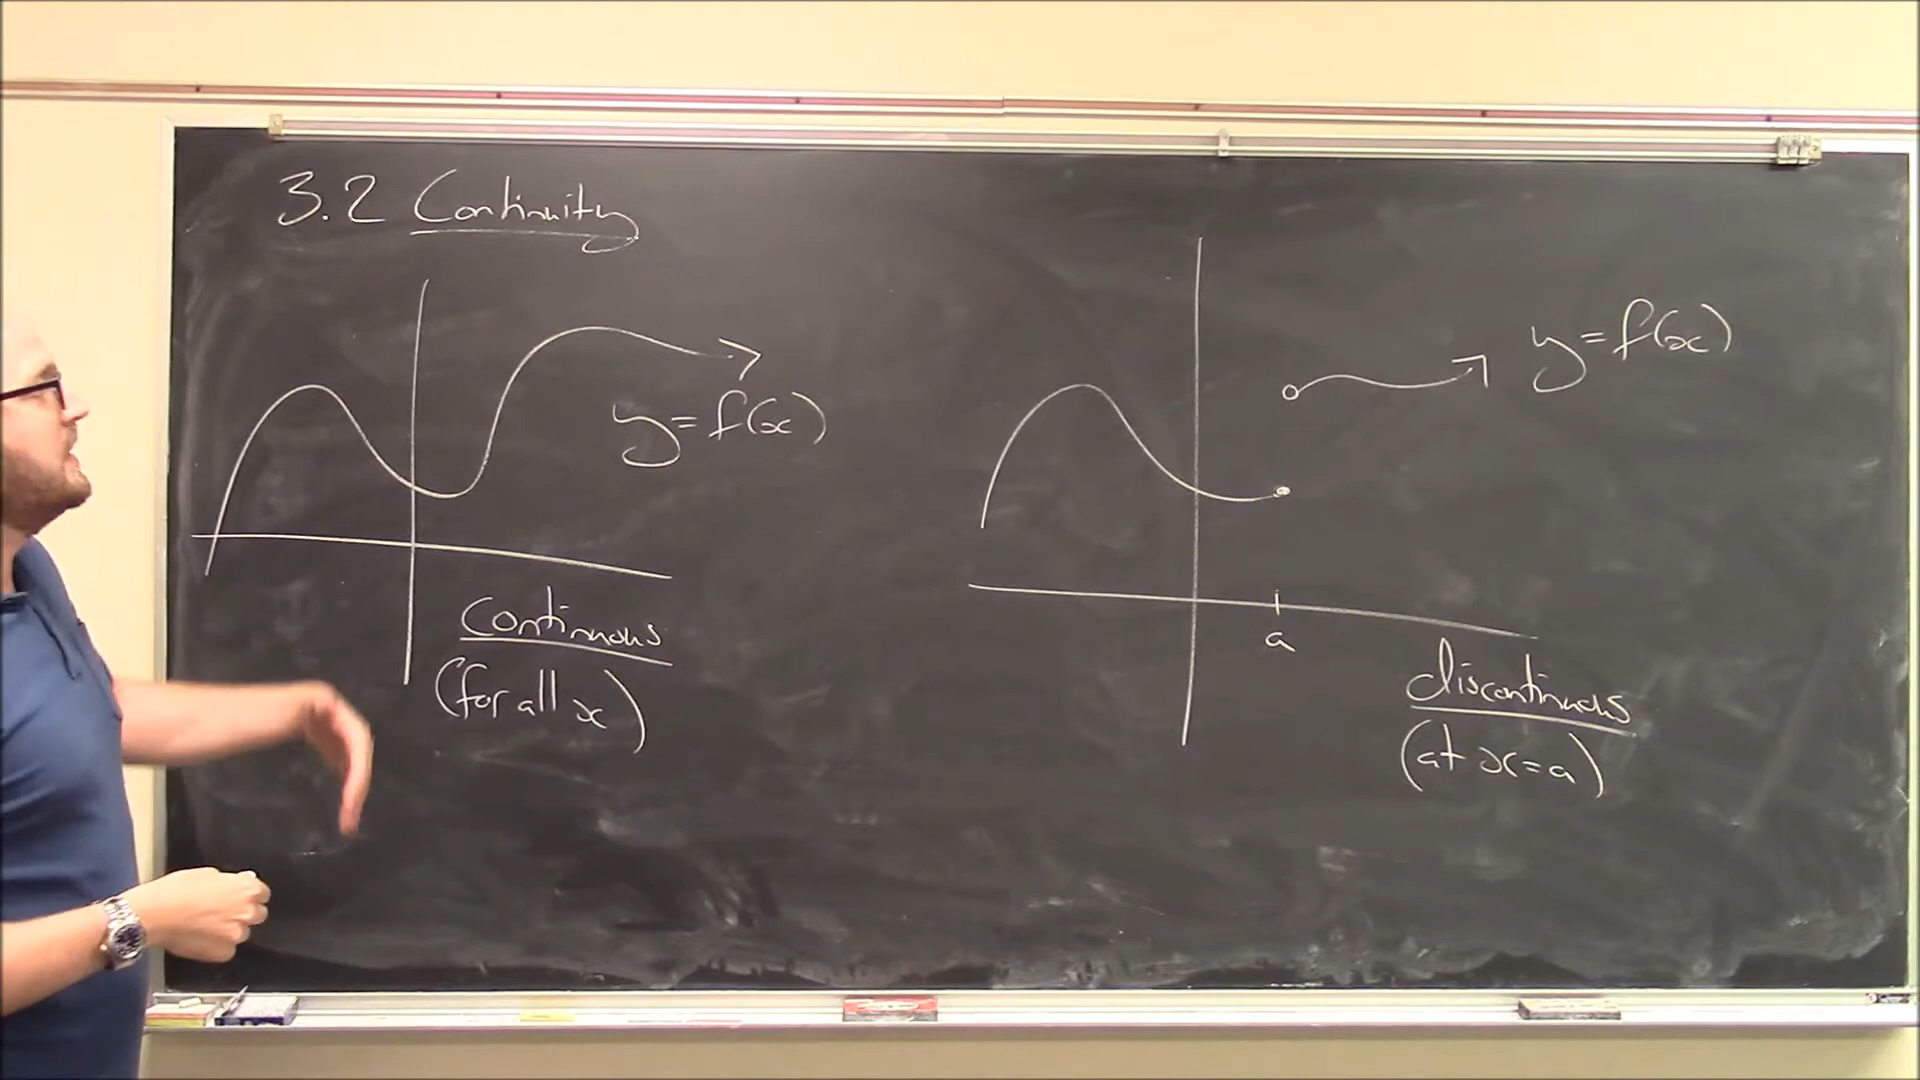 3.2 Continuity
y=f(x)
continuous
(for all x)
y=f(x)
a
discontinuous
(at x=a)